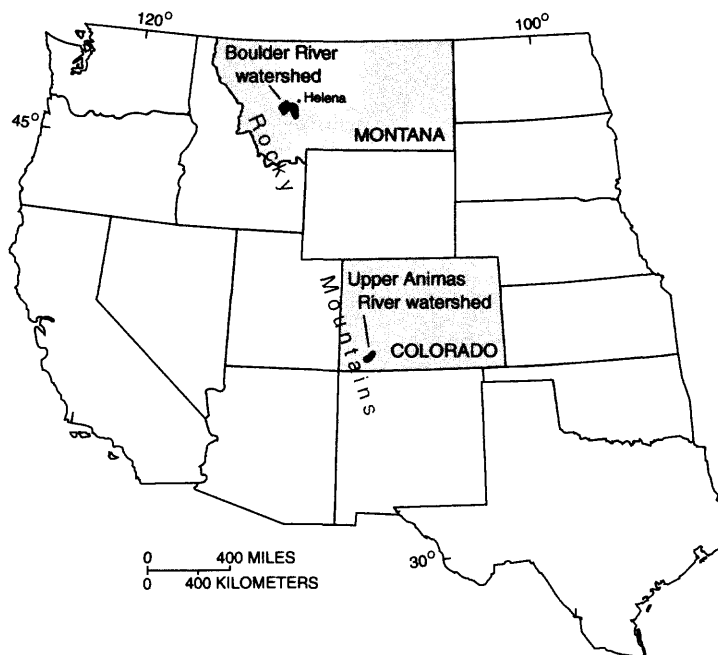 120°
100°
Boulder River
watershed
Helena
45°
MONTANA
Rocky
Upper Animas
River watershed
COLORADO
Mountains
30°
0 400 MILES
0 400 KILOMETERS